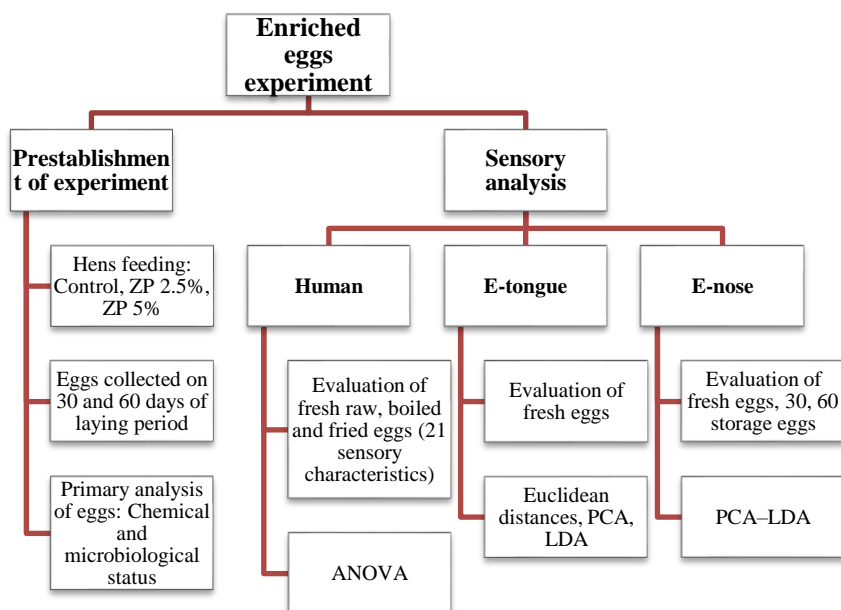 Enriched
eggs
experiment
Prestablishmen
t of experiment
Hens feeding:
Control, ZP 2.5%,
ZP 5%
Eggs collected on
30 and 60 days of
laying period
Primary analysis
of eggs: Chemical
and
microbiological
status
Sensory
analysis
Human
Evaluation of
fresh raw, boiled
and fried eggs (21
sensory
characteristics)
ANOVA
E-tongue
Evaluation of
fresh eggs
Euclidean
distances, PCA,
LDA
E-nose
Evaluation of
fresh eggs, 30, 60
storage eggs
PCA–LDA